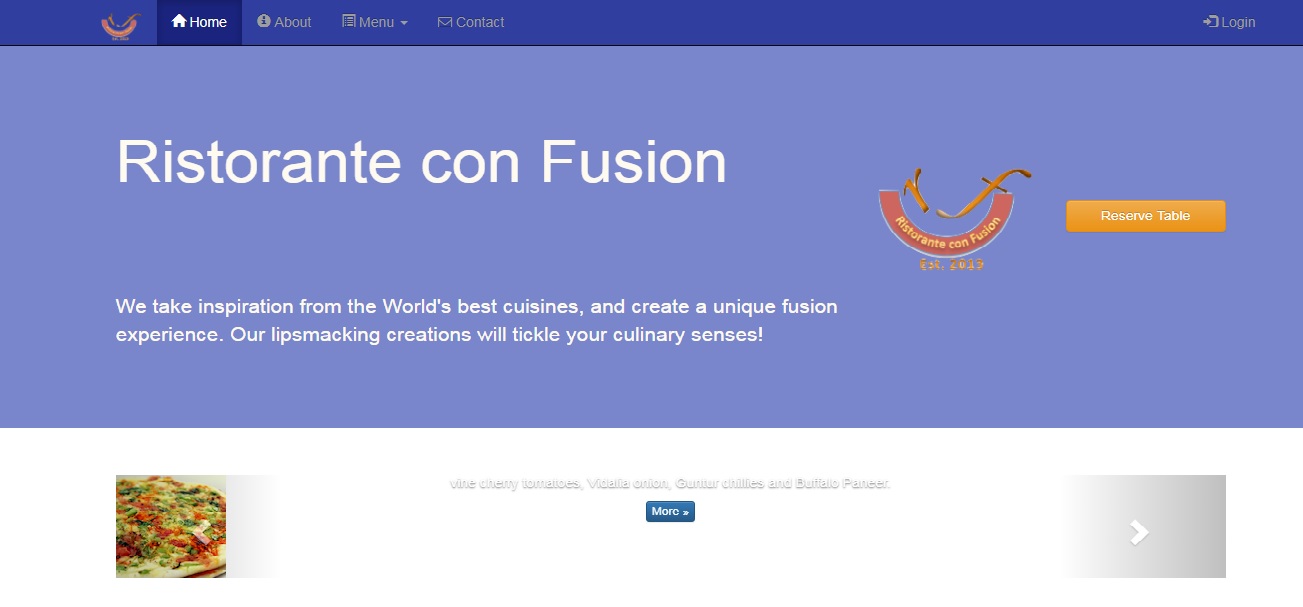 Home About Menu Contact Login
Ristorante con Fusion
Ristorante con Fusion
Est. 2019
Reserve Table
We take inspiration from the World's best cuisines, and create a unique fusion
experience. Our lipsmacking creations will tickle your culinary senses!
vine cherry tomatoes, Vidalia onion, Guntur chillies and Buffalo Paneer.
More »